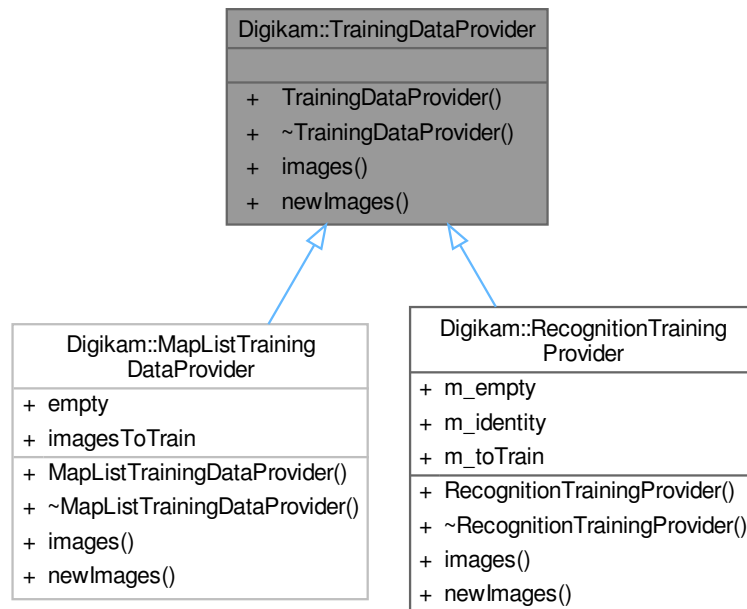 Digikam::TrainingDataProvider
+ TrainingDataProvider()
+ ~TrainingDataProvider()
+ images()
+ newImages()
Digikam::MapListTraining
DataProvider
+ empty
+ imagesToTrain
+ MapListTrainingDataProvider()
+ ~MapListTrainingDataProvider()
+ images()
+ newImages()
Digikam::RecognitionTraining
Provider
+ m_empty
+ m_identity
+ m_toTrain
+ RecognitionTrainingProvider()
+ ~RecognitionTrainingProvider()
+ images()
+ newImages()